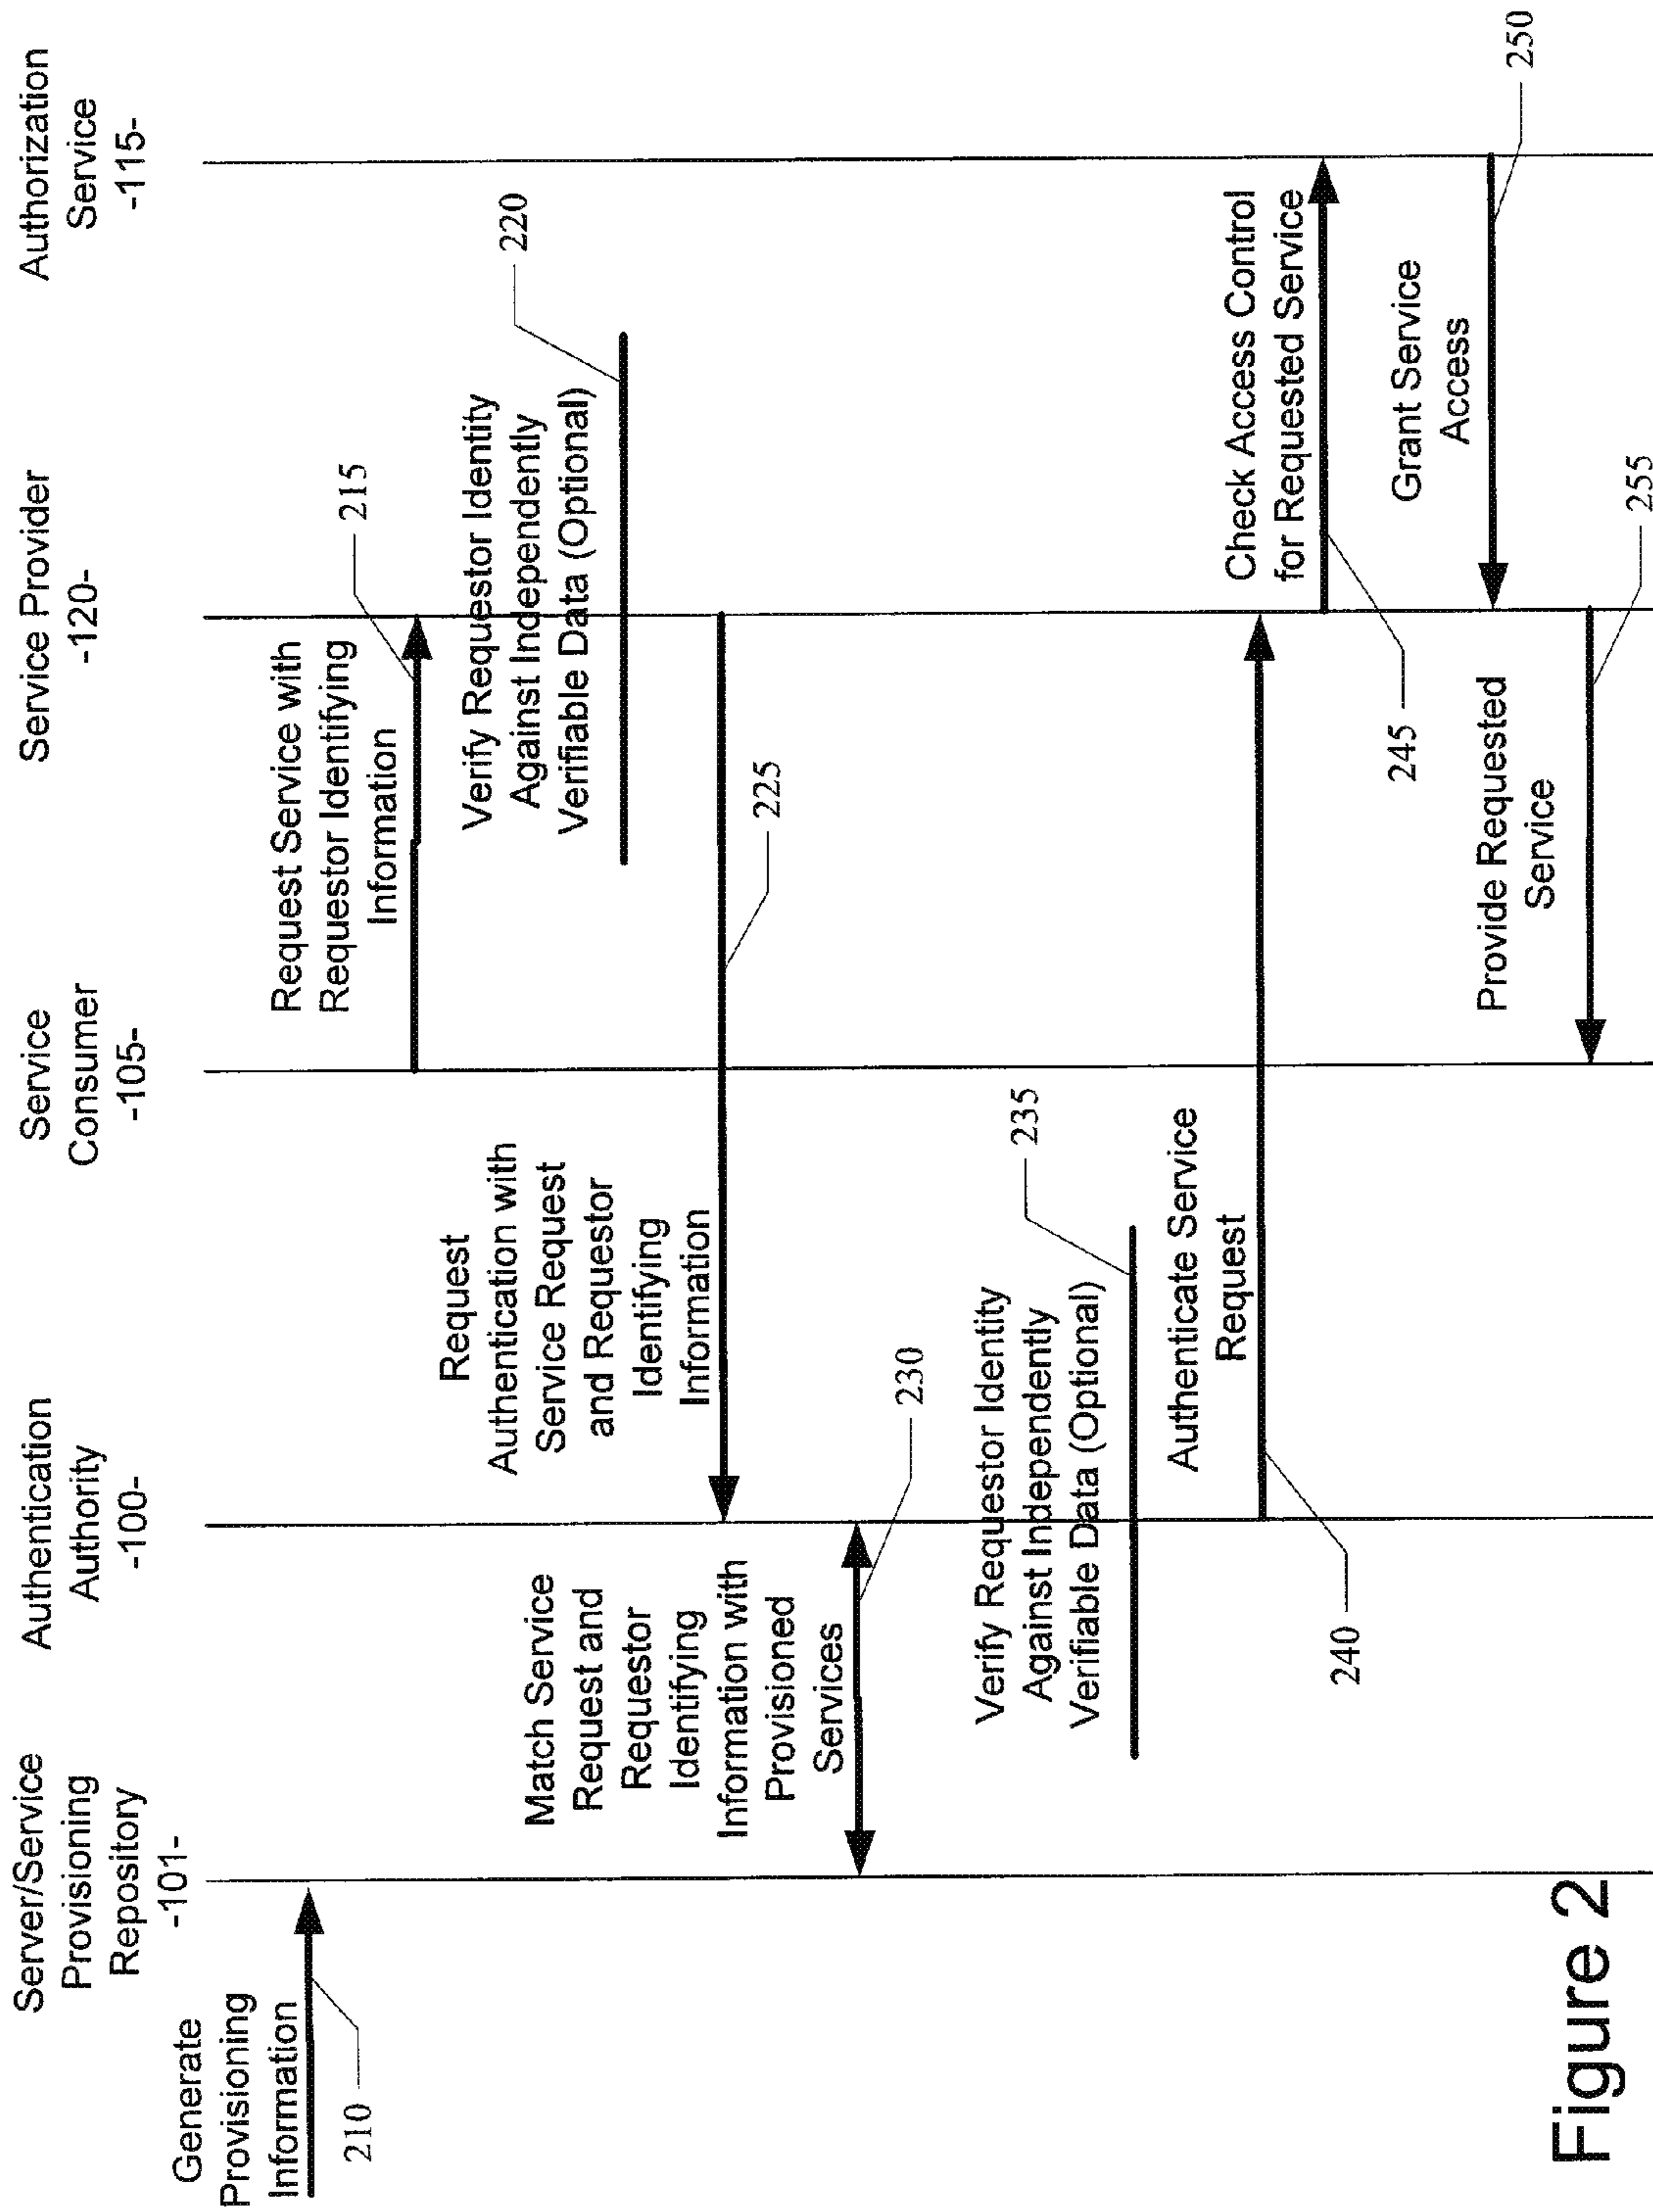 Server/Service
Provisioning
Repository
-101-
Authentication
Authority
-100-
Service
Consumer
-105-
Service Provider
-120-
Authorization
Service
-115-
Generate
Provisioning
Information
210
Request Service with
Requestor Identifying
Information
215
Verify Requestor Identity
Against Independently
Verifiable Data (Optional)
220
Request
Authentication with
Service Request
and Requestor
Identifying
Information
225
Match Service
Request and
Requestor
Identifying
Information with
Provisioned
Services
230
Verify Requestor Identity
Against Independently
Verifiable Data (Optional)
235
Authenticate Service
Request
240
Check Access Control
for Requested Service
245
Grant Service
Access
250
Provide Requested
Service
255
Figure 2